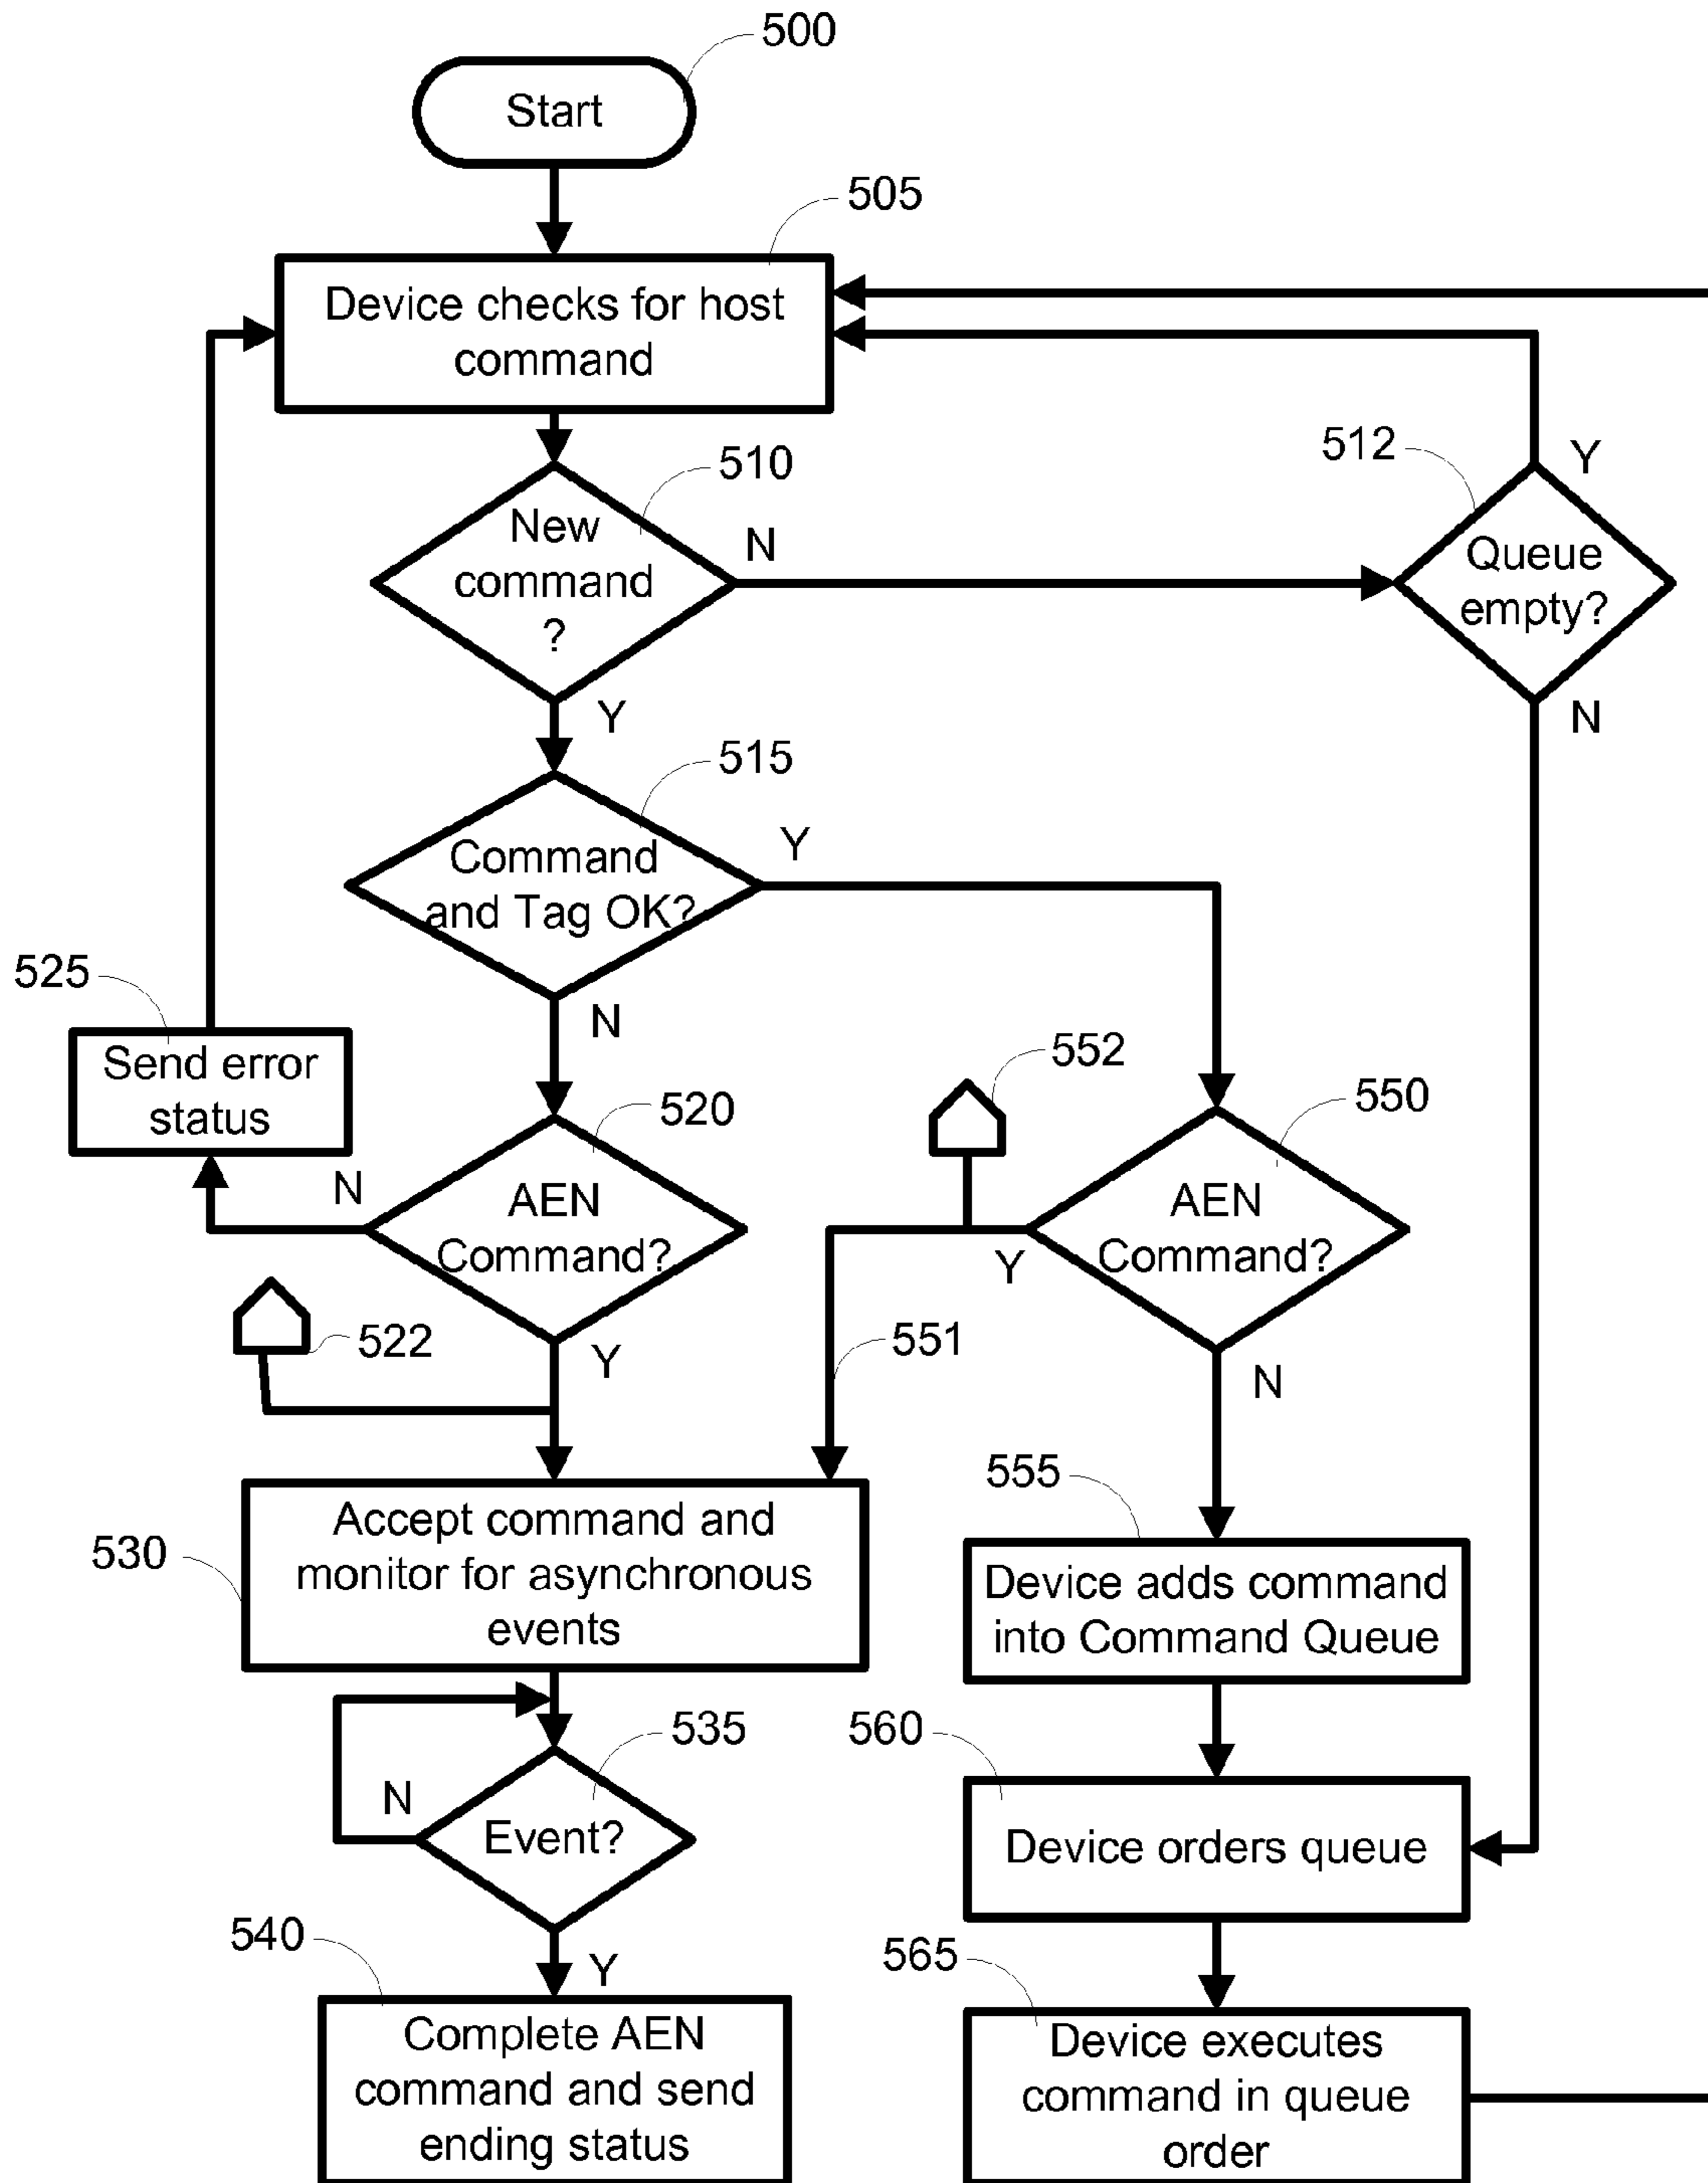 500
Start
505
Device checks for host
command
510
New
command
?
N
Y
512
Queue
empty?
Y
N
515
Command
and Tag OK?
Y
N
525
Send error
status
520
AEN
Command?
N
Y
522
552
550
AEN
Command?
Y
N
551
530
Accept command and
monitor for asynchronous
events
555
Device adds command
into Command Queue
535
Event?
N
Y
560
Device orders queue
540
Complete AEN
command and send
ending status
565
Device executes
command in queue
order